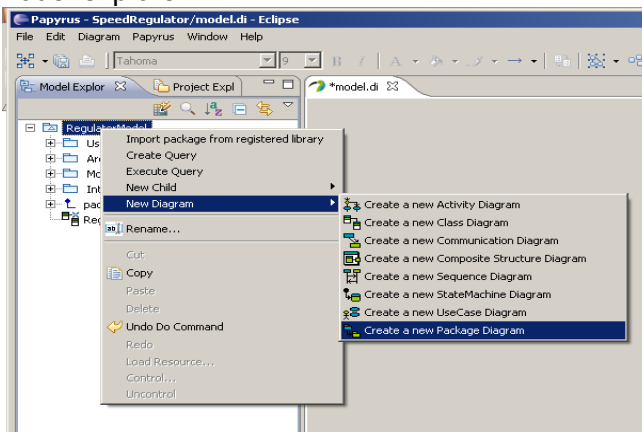 Papyrus - SpeedRegulator/model.di - Eclipse
File Edit Diagram Papyrus Window Help
Tahoma 9 B I A
Model Explor Project Expl *model.di
RegulatorModel
Us
Mo
Int
pac
Reg
Import package from registered library
Create Query
Execute Query
New Child
New Diagram
Rename...
Cut
Copy
Paste
Delete
Undo Do Command
Redo
Load Resource...
Control...
Uncontrol
Create a new Activity Diagram
Create a new Class Diagram
Create a new Communication Diagram
Create a new Composite Structure Diagram
Create a new Sequence Diagram
Create a new StateMachine Diagram
Create a new UseCase Diagram
Create a new Package Diagram